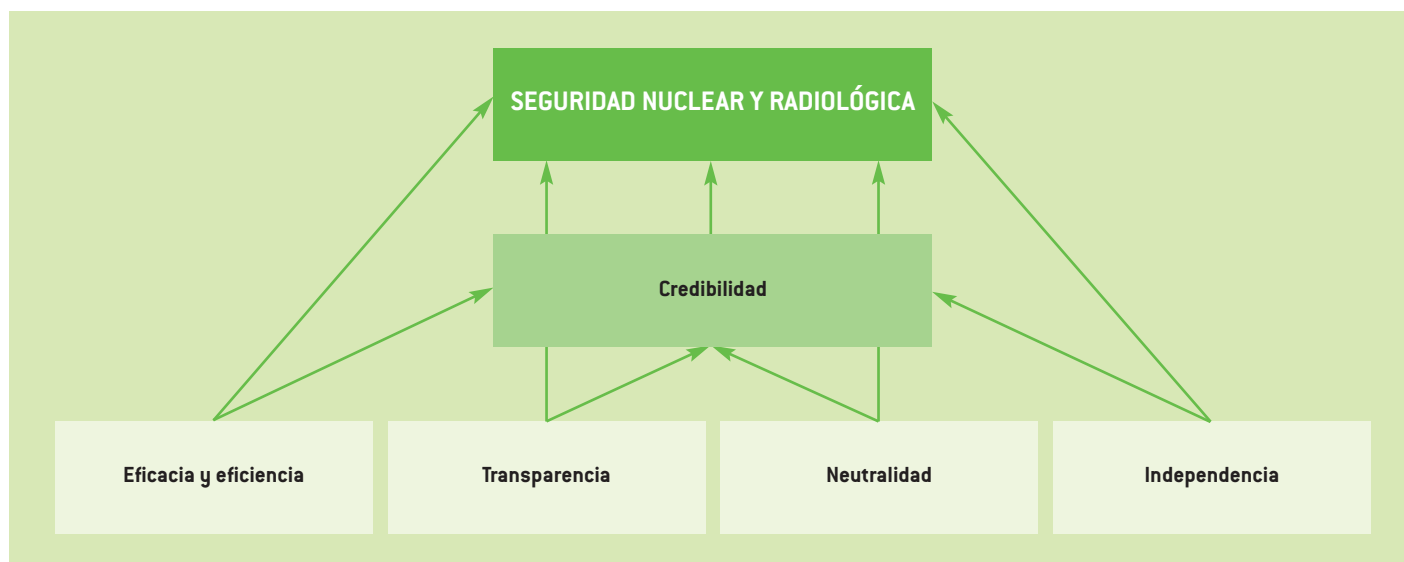 SEGURIDAD NUCLEAR Y RADIOLÓGICA
Credibilidad
Eficacia y eficiencia
Transparencia
Neutralidad
Independencia